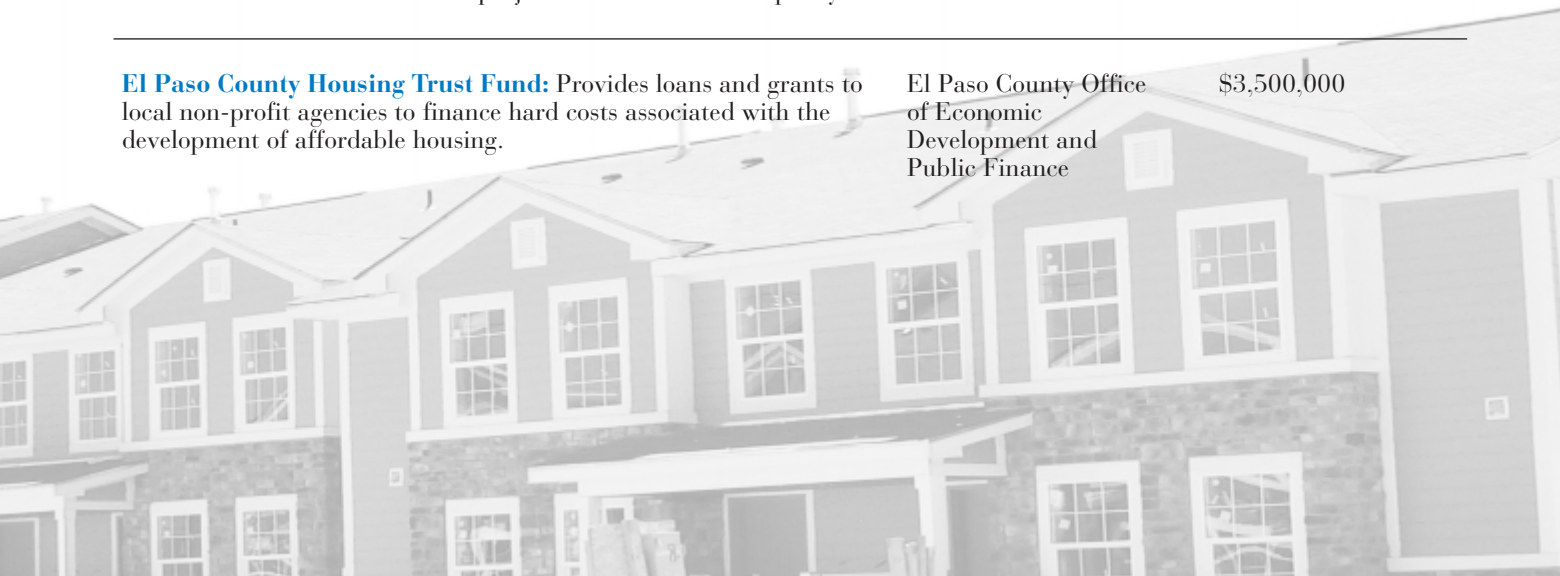 El Paso County Housing Trust Fund: Provides loans and grants to
local non-profit agencies to finance hard costs associated with the
development of affordable housing.
El Paso County Office
of Economic
Development and
Public Finance
$3,500,000